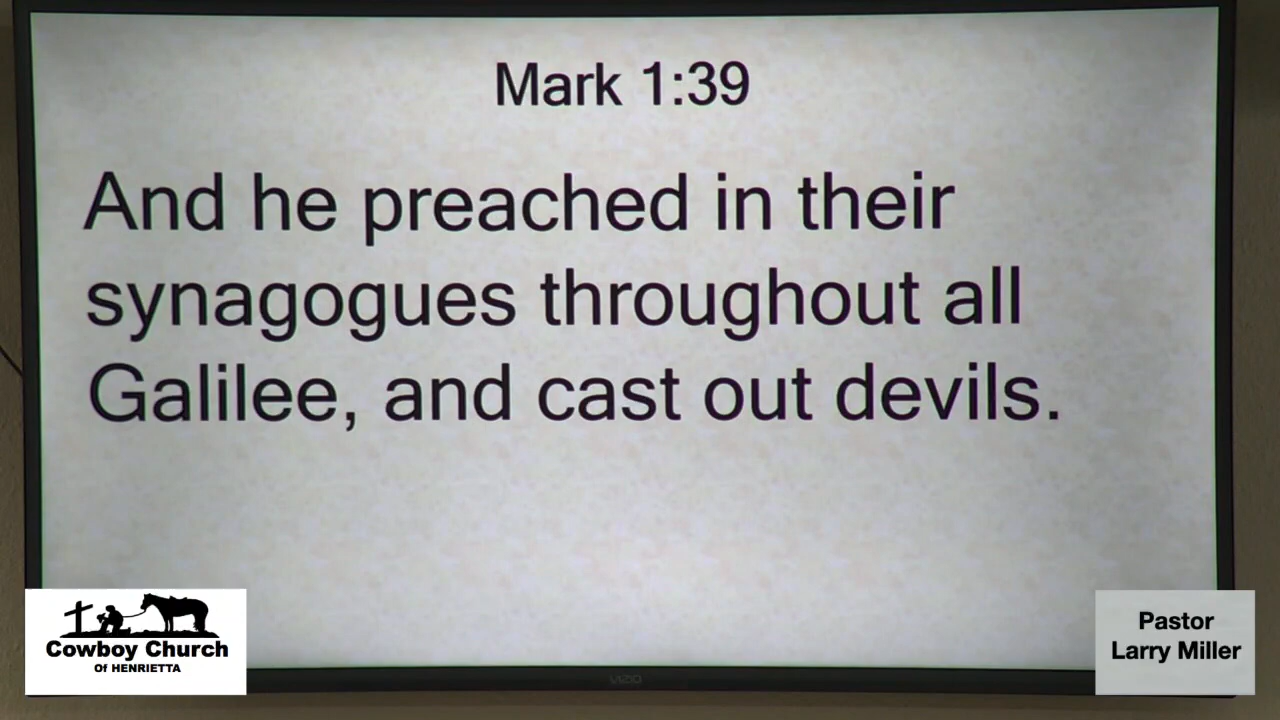 Mark 1:39
And he preached in their
synagogues throughout all
Galilee, and cast out devils.
Cowboy Church
OF HENRIETTA
Pastor
Larry Miller
VIZIO